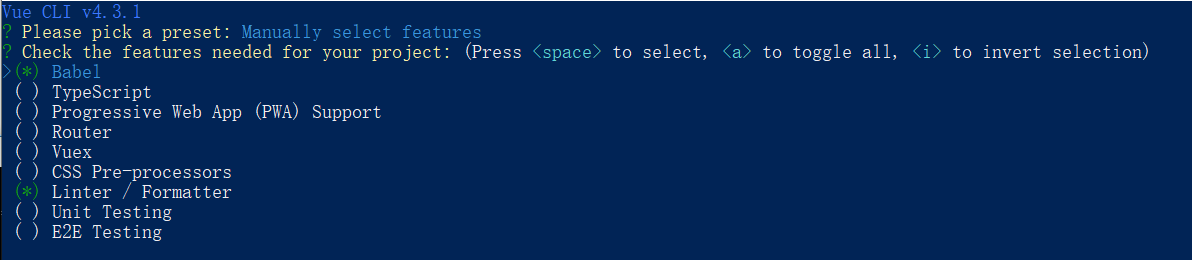 Vue CLI v4.3.1
? Please pick a preset: Manually select features
? Check the features needed for your project: (Press <space> to select, <a> to toggle all, <i> to invert selection)
>(*) Babel
( ) TypeScript
( ) Progressive Web App (PWA) Support
( ) Router
( ) Vuex
( ) CSS Pre-processors
(*) Linter / Formatter
( ) Unit Testing
( ) E2E Testing